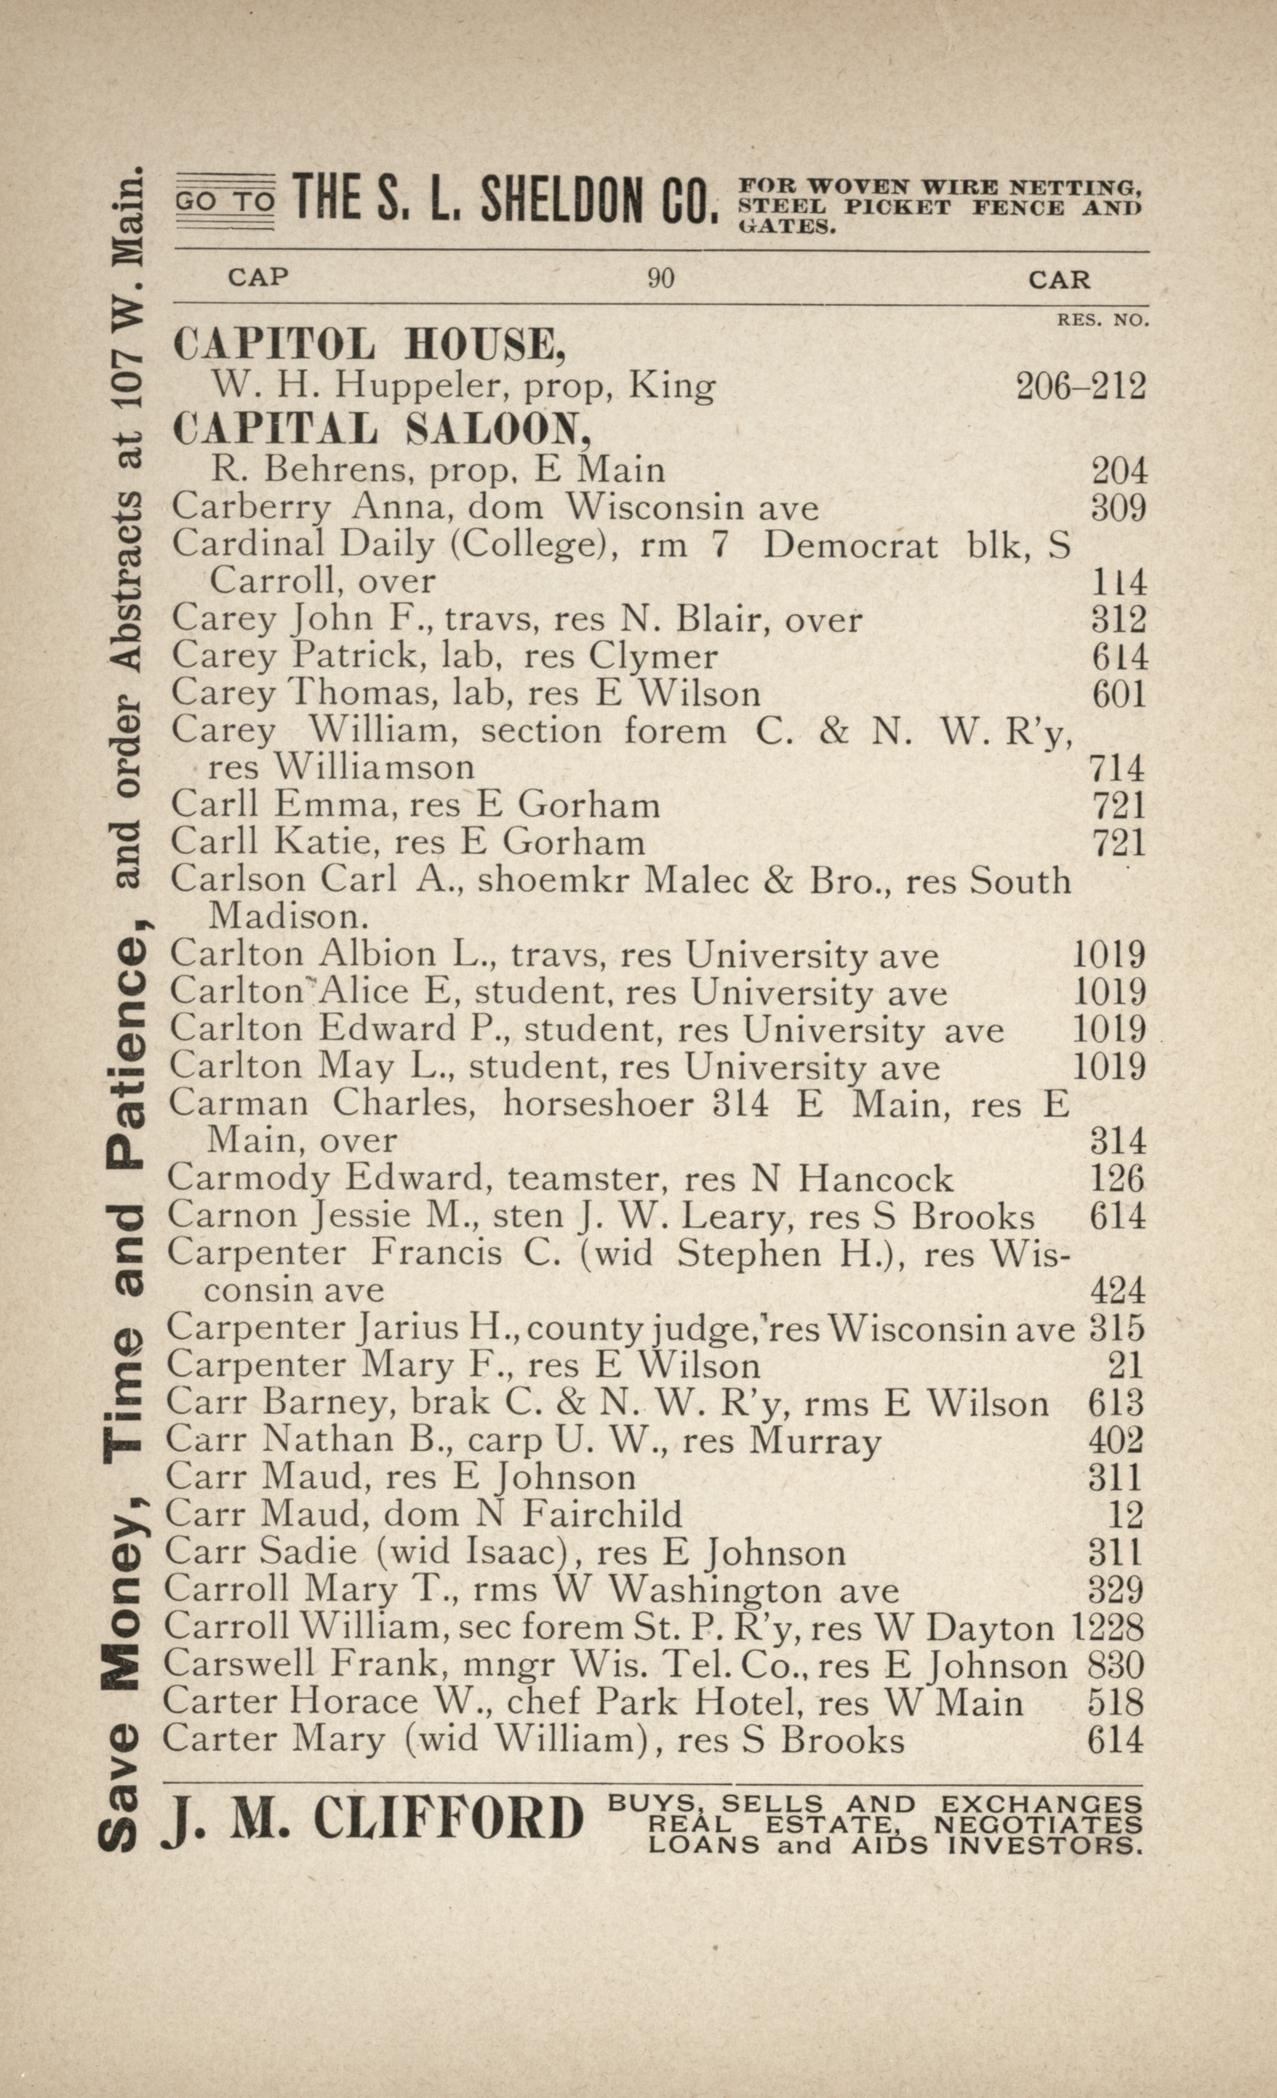 GO TO THE S. L. SHELDON CO. FOR WOVEN WIRE NETTING,
STEEL PICKET FENCE AND
GATES.
CAP 90 CAR
RES. NO.
CAPITOL HOUSE,
W. H. Huppeler, prop, King 206–212
CAPITAL SALOON,
R. Behrens, prop, E Main 204
Carberry Anna, dom Wisconsin ave 309
Cardinal Daily (College), rm 7 Democrat blk, S
Carroll, over 114
Carey John F., travs, res N. Blair, over 312
Carey Patrick, lab, res Clymer 614
Carey Thomas, lab, res E Wilson 601
Carey William, section forem C. & N. W. R'y,
res Williamson 714
Carll Emma, res E Gorham 721
Carll Katie, res E Gorham 721
Carlson Carl A., shoemkr Malec & Bro., res South
Madison.
Carlton Albion L., travs, res University ave 1019
Carlton Alice E, student, res University ave 1019
Carlton Edward P., student, res University ave 1019
Carlton May L., student, res University ave 1019
Carman Charles, horseshoer 314 E Main, res E
Main, over 314
Carmody Edward, teamster, res N Hancock 126
Carnon Jessie M., sten J. W. Leary, res S Brooks 614
Carpenter Francis C. (wid Stephen H.), res Wis-
consin ave 424
Carpenter Jarius H., county judge, res Wisconsin ave 315
Carpenter Mary F., res E Wilson 21
Carr Barney, brak C. & N. W. R'y, rms E Wilson 613
Carr Nathan B., carp U. W., res Murray 402
Carr Maud, res E Johnson 311
Carr Maud, dom N Fairchild 12
Carr Sadie (wid Isaac), res E Johnson 311
Carroll Mary T., rms W Washington ave 329
Carroll William, sec forem St. P. R'y, res W Dayton 1228
Carswell Frank, mngr Wis. Tel. Co., res E Johnson 830
Carter Horace W., chef Park Hotel, res W Main 518
Carter Mary (wid William), res S Brooks 614
J. M. CLIFFORD BUYS, SELLS AND EXCHANGES
REAL ESTATE, NEGOTIATES
LOANS and AIDS INVESTORS.
Save Money, Time and Patience, and order Abstracts at 107 W. Main.